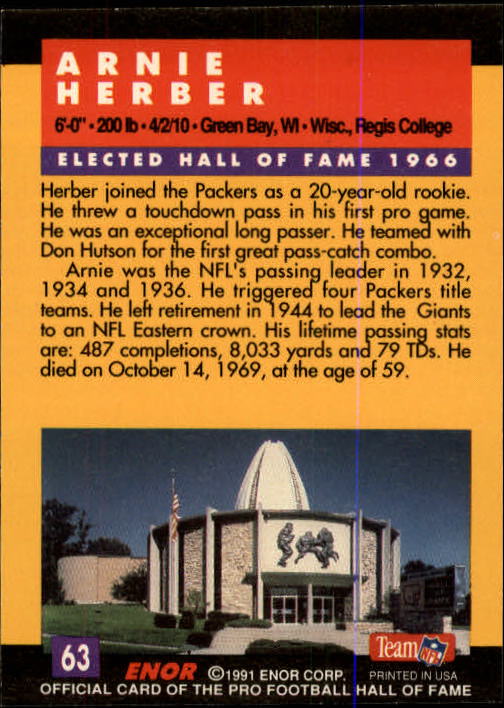 ARNIE
HERBER
6'-0" • 200 lb • 4/2/10 • Green Bay, WI • Wisc., Regis College
ELECTED HALL OF FAME 1966
Herber joined the Packers as a 20-year-old rookie.
He threw a touchdown pass in his first pro game.
He was an exceptional long passer. He teamed with
Don Hutson for the first great pass-catch combo.
Arnie was the NFL's passing leader in 1932,
1934 and 1936. He triggered four Packers title
teams. He left retirement in 1944 to lead the Giants
to an NFL Eastern crown. His lifetime passing stats
are: 487 completions, 8,033 yards and 79 TDs. He
died on October 14, 1969, at the age of 59.
63
ENOR ©1991 ENOR CORP.
Team NFL
PRINTED IN USA
OFFICIAL CARD OF THE PRO FOOTBALL HALL OF FAME